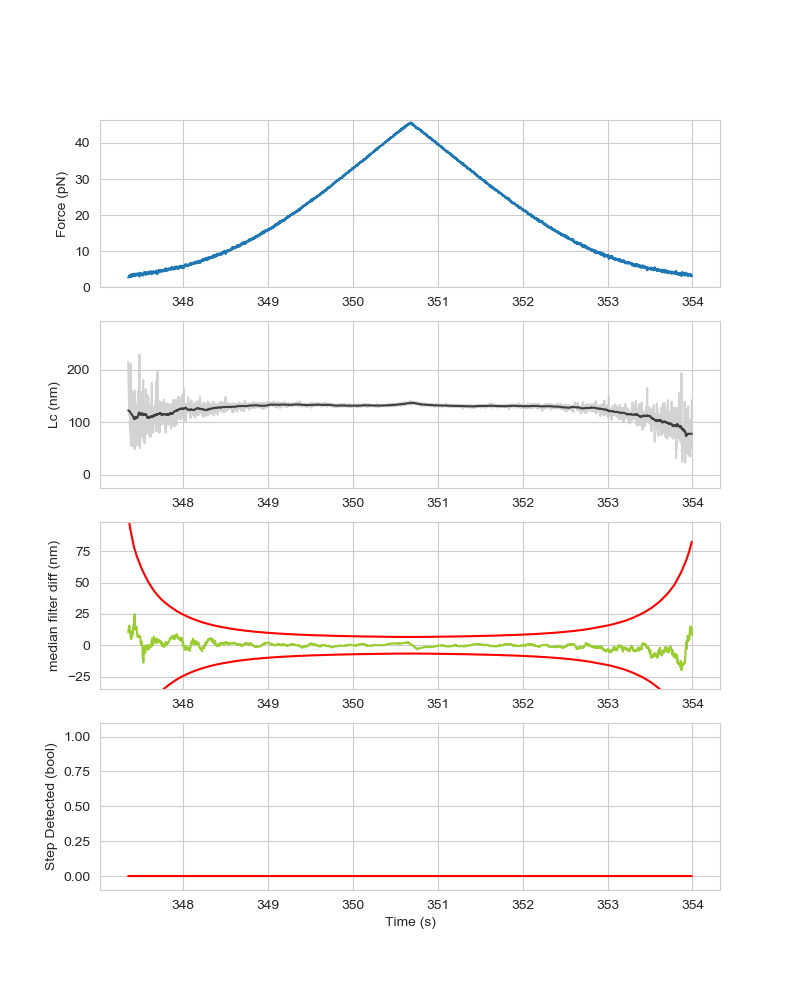 40
30
20
10
0
Force (pN)
348 349 350 351 352 353 354
200
100
0
Lc (nm)
348 349 350 351 352 353 354
75
50
25
0
−25
median filter diff (nm)
348 349 350 351 352 353 354
1.00
0.75
0.50
0.25
0.00
Step Detected (bool)
348 349 350 351 352 353 354
Time (s)